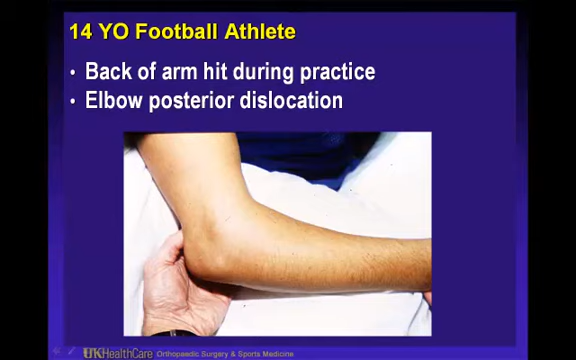 14 YO Football Athlete
• Back of arm hit during practice
• Elbow posterior dislocation
UKHealthCare Orthopaedic Surgery & Sports Medicine